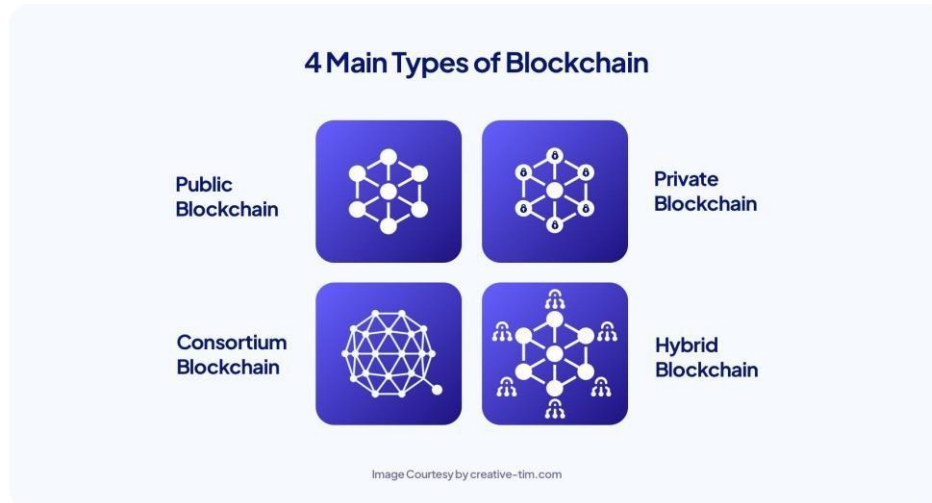 4 Main Types of Blockchain
Public
Blockchain
Private
Blockchain
Consortium
Blockchain
Hybrid
Blockchain
Image Courtesy by creative-tim.com